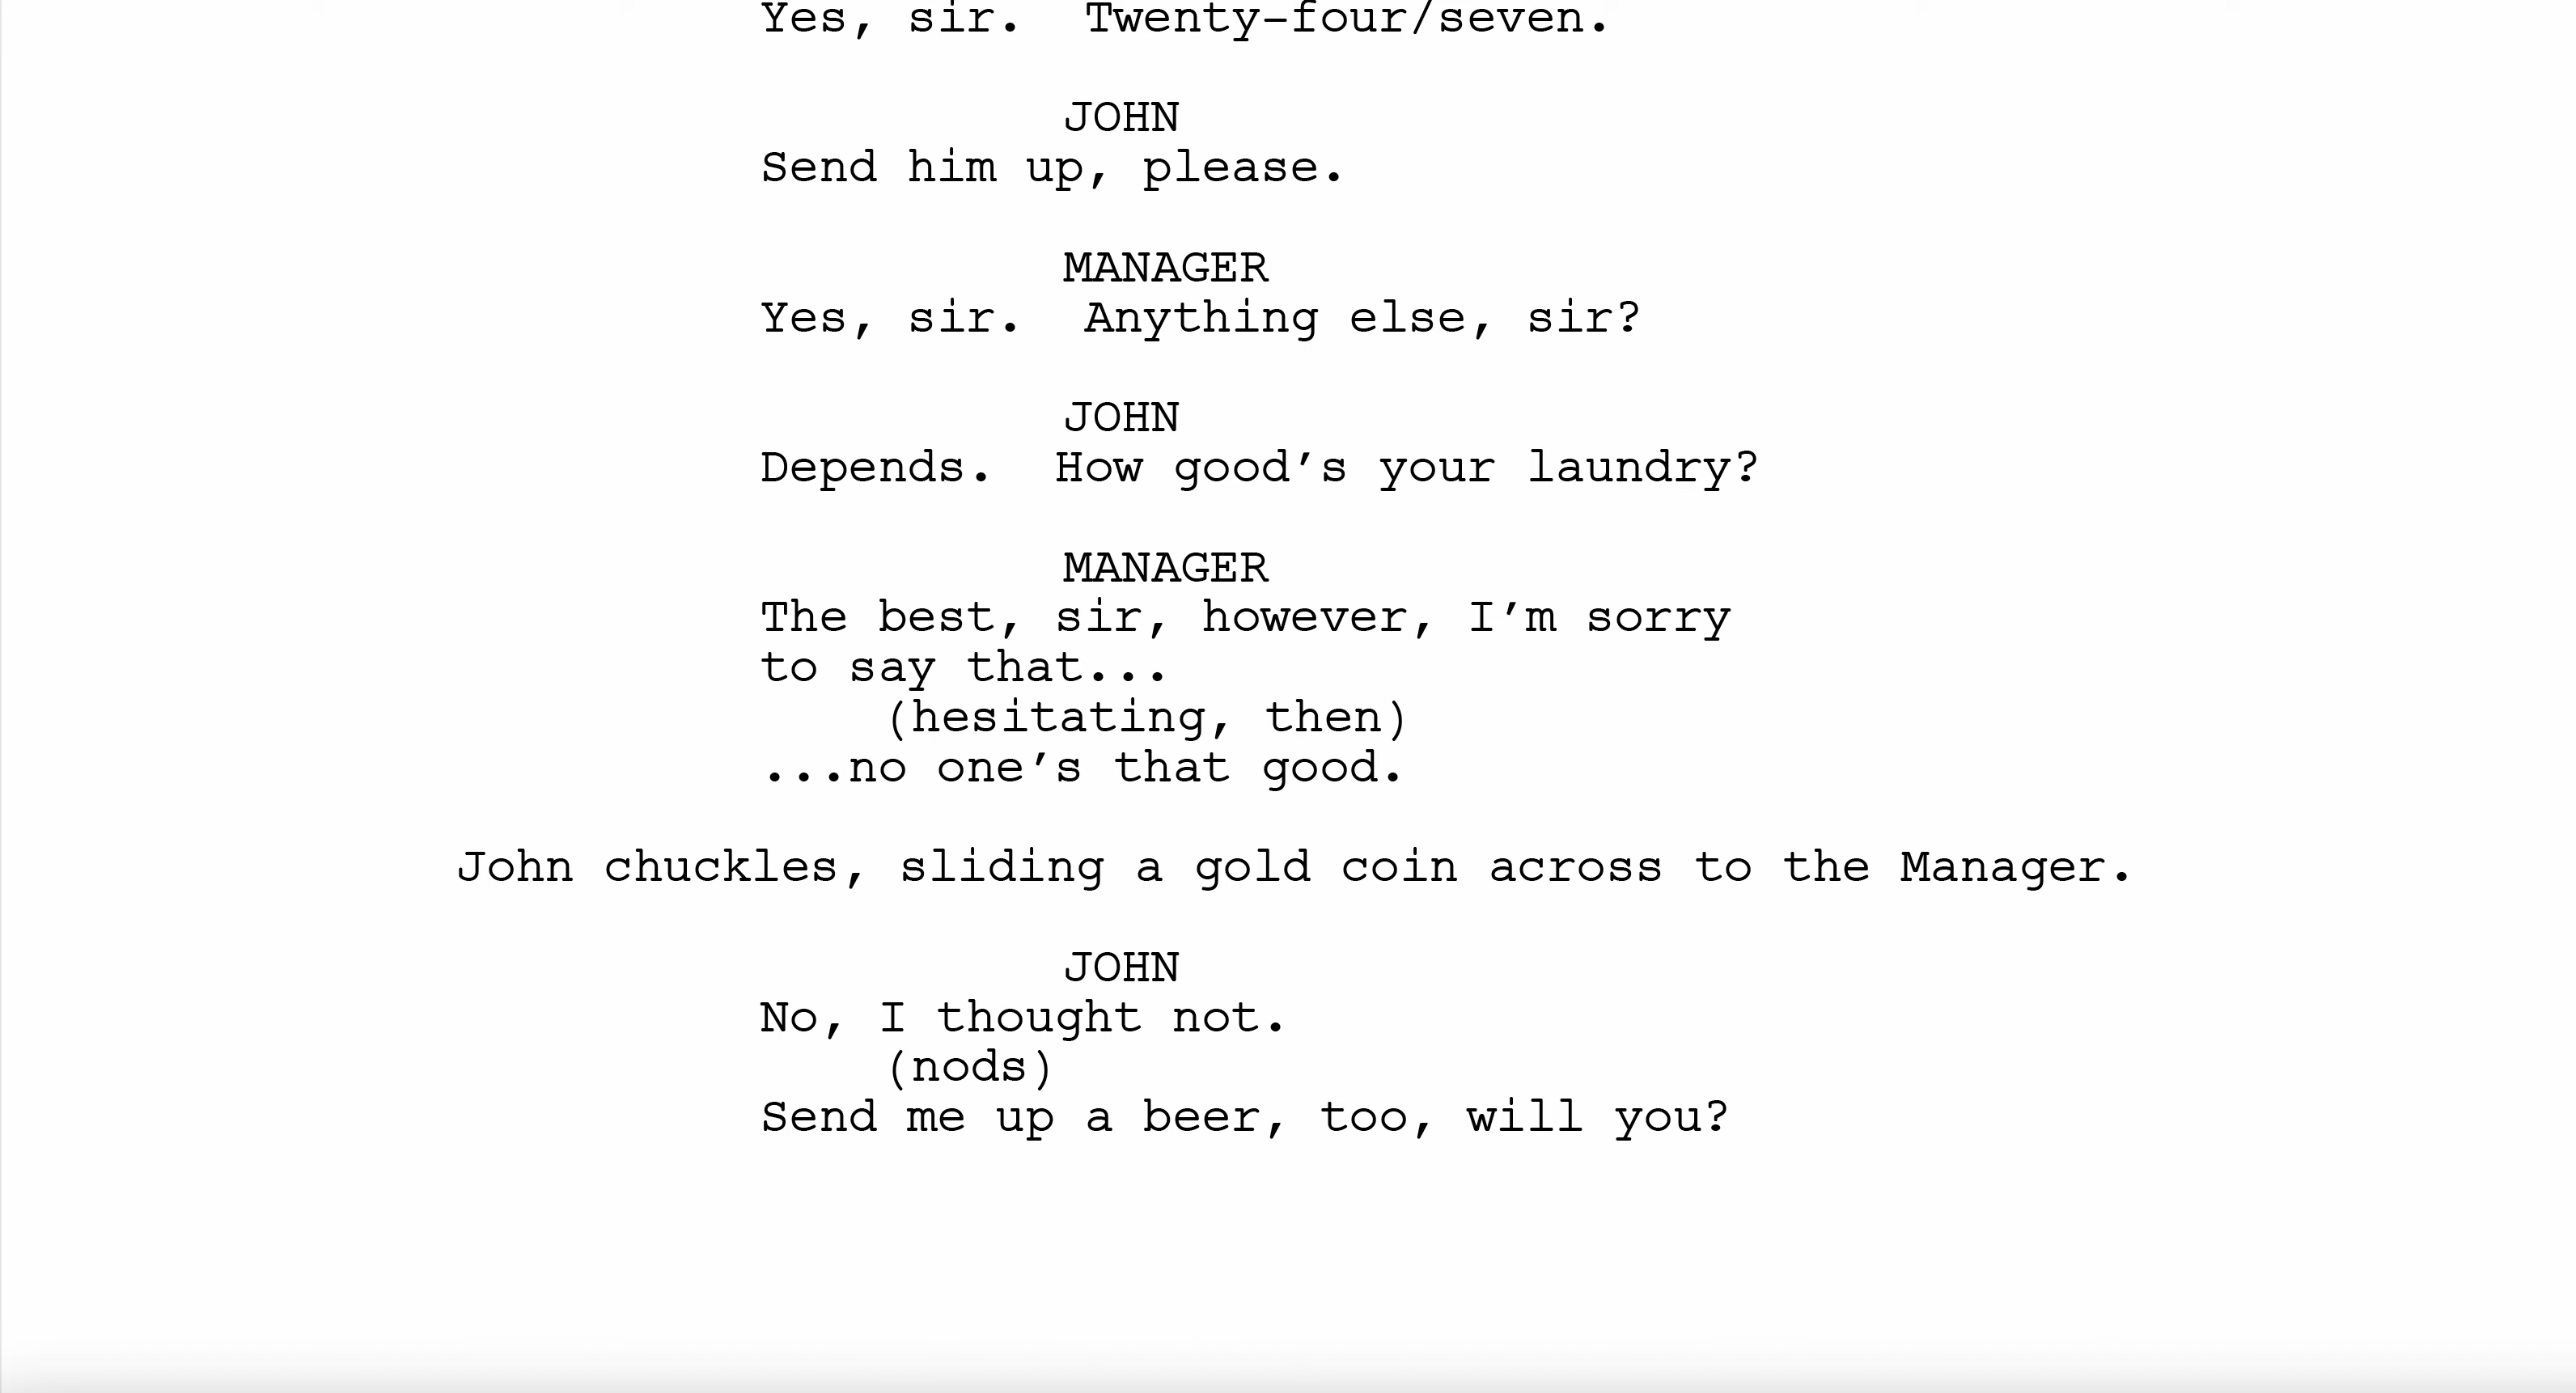 Yes, sir.  Twenty-four/seven.
JOHN
Send him up, please.
MANAGER
Yes, sir.  Anything else, sir?
JOHN
Depends.  How good’s your laundry?
MANAGER
The best, sir, however, I’m sorry
to say that...
(hesitating, then)
...no one’s that good.
John chuckles, sliding a gold coin across to the Manager.
JOHN
No, I thought not.
(nods)
Send me up a beer, too, will you?